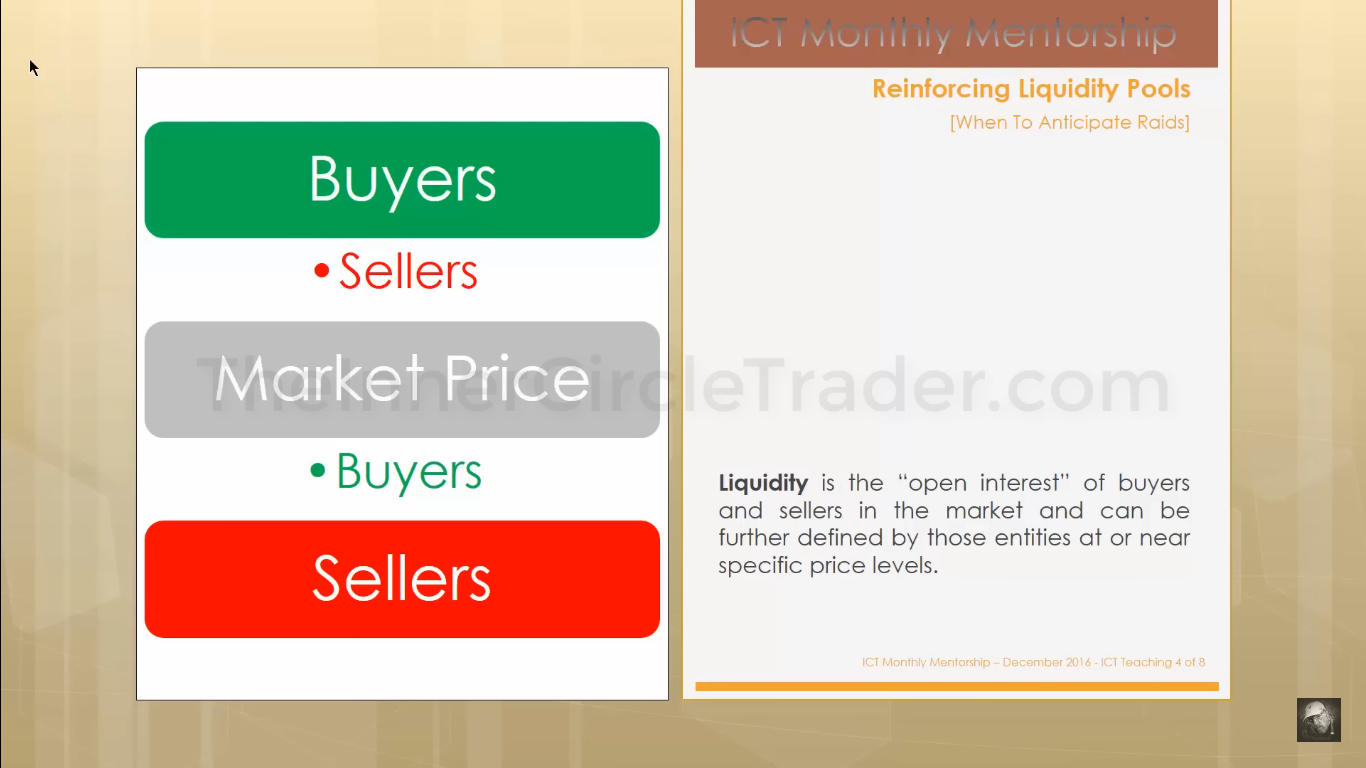 Buyers
• Sellers
Market Price
• Buyers
Sellers
TheInnerCircleTrader.com
ICT Monthly Mentorship
Reinforcing Liquidity Pools
[When To Anticipate Raids]
Liquidity is the “open interest” of buyers
and sellers in the market and can be
further defined by those entities at or near
specific price levels.
ICT Monthly Mentorship – December 2016 - ICT Teaching 4 of 8